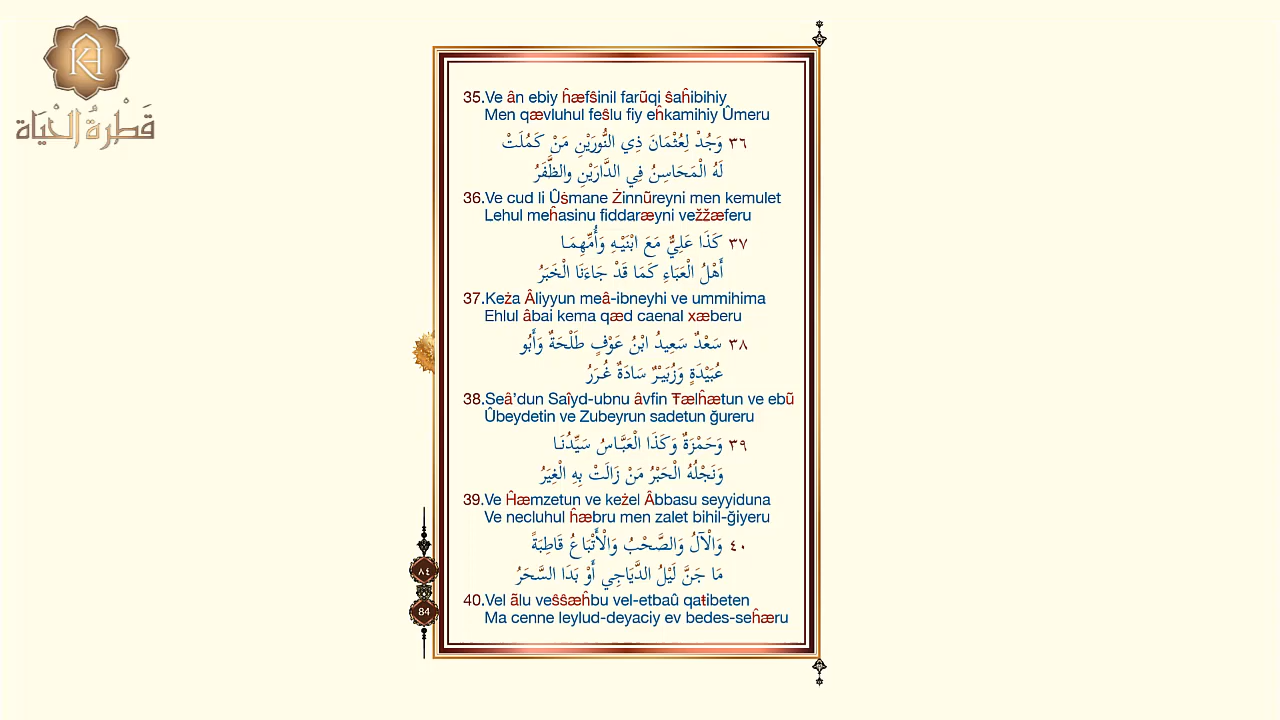 KH
قَطْرَةُ الْحَيَاة
35.Ve ân ebiy ĥæfŝinil farũqi ŝaĥibihiy
Men qævluhul feŝlu fiy eĥkamihiy Ûmeru
٣٦ وَجُدْ لِعُثْمَانَ ذِي النُّورَيْنِ مَنْ كَمُلَتْ
لَهُ الْمَحَاسِنُ فِي الدَّارَيْنِ والظَّفَرُ
36.Ve cud li Ûṡmane Żinnũreyni men kemulet
Lehul meĥasinu fiddaræyni vežžæferu
٣٧ كَذَا عَلِيٌّ مَعَ ابْنَيْهِ وَأُمِّهِمَا
أَهْلُ الْعَبَاءِ كَمَا قَدْ جَاءَنَا الْخَبَرُ
37.Keża Âliyyun meâ-ibneyhi ve ummihima
Ehlul âbai kema qæd caenal xæberu
٣٨ سَعْدٌ سَعِيدُ ابْنُ عَوْفٍ طَلْحَةٌ وَأَبُو
عُبَيْدَةٍ وَزُبَيْرٌ سَادَةٌ غُرَرُ
38.Seâ’dun Saîyd-ubnu âvfin Ŧælĥætun ve ebũ
Ûbeydetin ve Zubeyrun sadetun ğureru
٣٩ وَحَمْزَةٌ وَكَذَا الْعَبَّاسُ سَيِّدُنَا
وَنَجْلُهُ الْحَبْرُ مَنْ زَالَتْ بِهِ الْغِيَرُ
39.Ve Ĥæmzetun ve keżel Âbbasu seyyiduna
Ve necluhul ĥæbru men zalet bihil-ğiyeru
٤٠ وَالْآلُ وَالصَّحْبُ وَالْأَتْبَاعُ قَاطِبَةً
مَا جَنَّ لَيْلُ الدَّيَاجِي أَوْ بَدَا السَّحَرُ
40.Vel ãlu veŝŝæĥbu vel-etbaû qaŧibeten
Ma cenne leylud-deyaciy ev bedes-seĥæru
٨٤
84